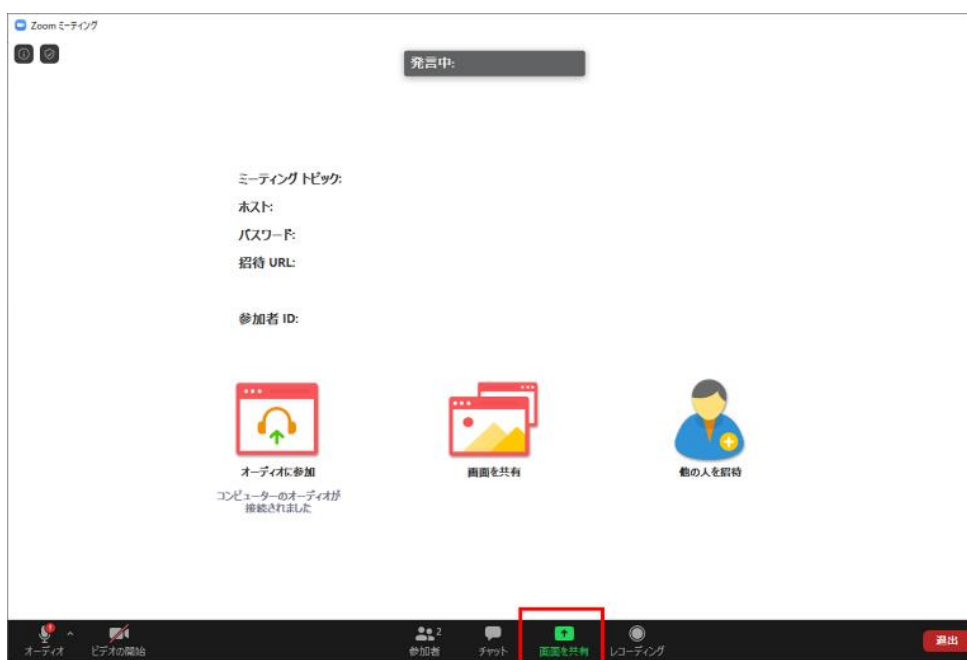 Zoom ミーティング
発言中:
ミーティング トピック:
ホスト:
パスワード:
招待 URL:
参加者 ID:
オーディオに参加
コンピューターのオーディオが
接続されました
画面を共有
他の人を招待
オーディオ
ビデオの開始
2
参加者
チャット
画面を共有
レコーディング
退出